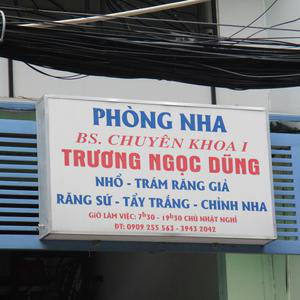 PHÒNG NHA
BS. CHUYÊN KHOA I
TRƯƠNG NGỌC DŨNG
NHỔ - TRÁM RĂNG GIẢ
RĂNG SỨ - TẨY TRẮNG - CHỈNH NHA
GIỜ LÀM VIỆC: 7h30 - 19h30 CHỦ NHẬT NGHỈ
ĐT: 0909 255 563 - 3943 2042